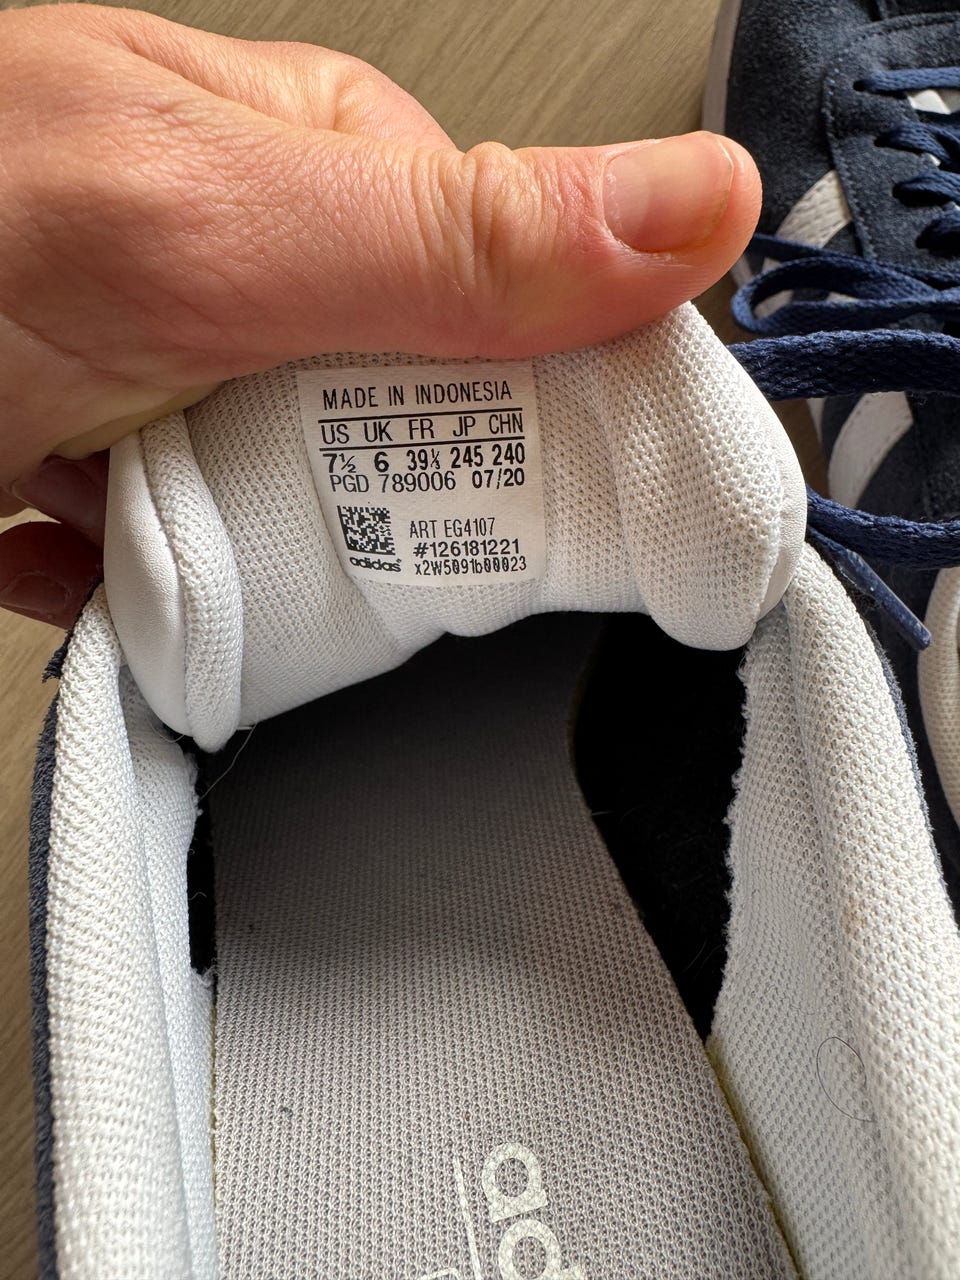 MADE IN INDONESIA
US UK FR JP CHN
7½ 6 39⅓ 245 240
PGD 789006 07/20
ART EG4107
#126181221
adidas® x2W5091b00023